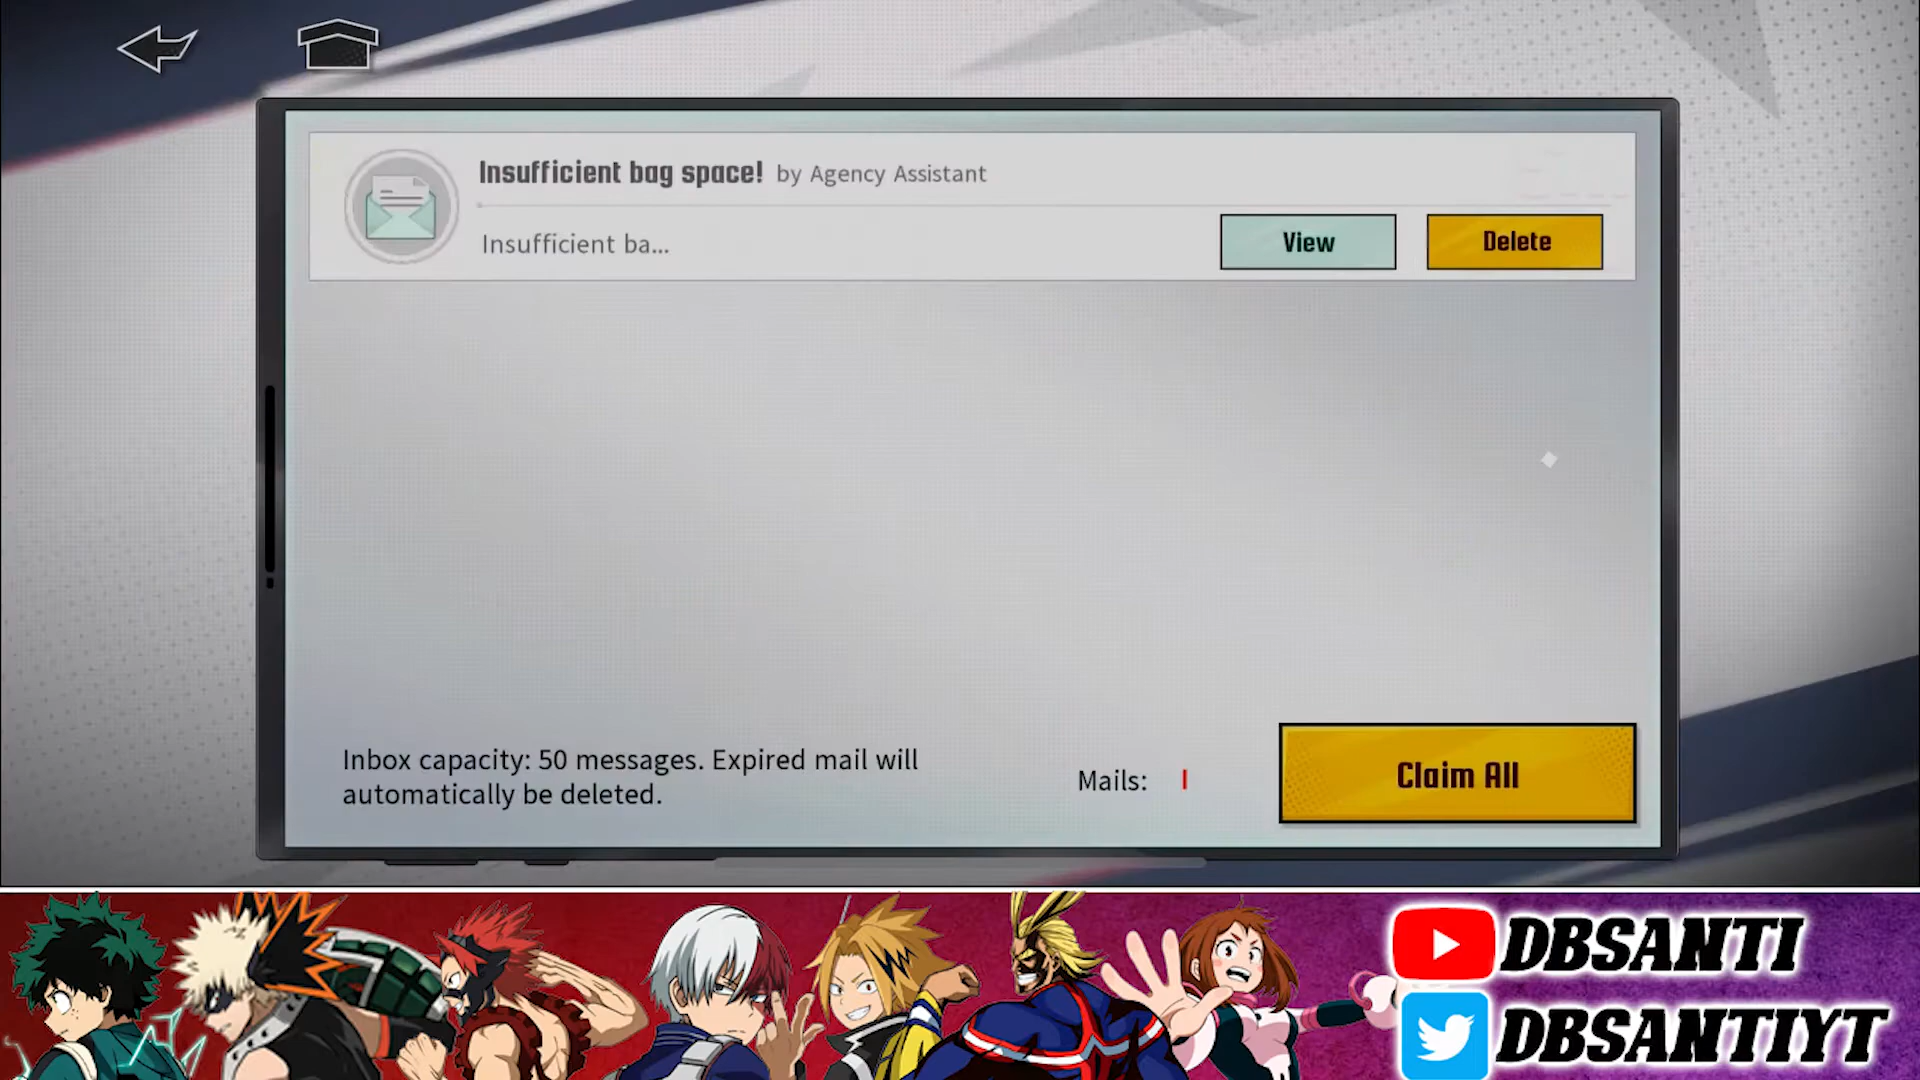 Insufficient bag space! by Agency Assistant
Insufficient ba...
View
Delete
Inbox capacity: 50 messages. Expired mail will
automatically be deleted.
Mails: 1
Claim All
DBSANTI
DBSANTIYT